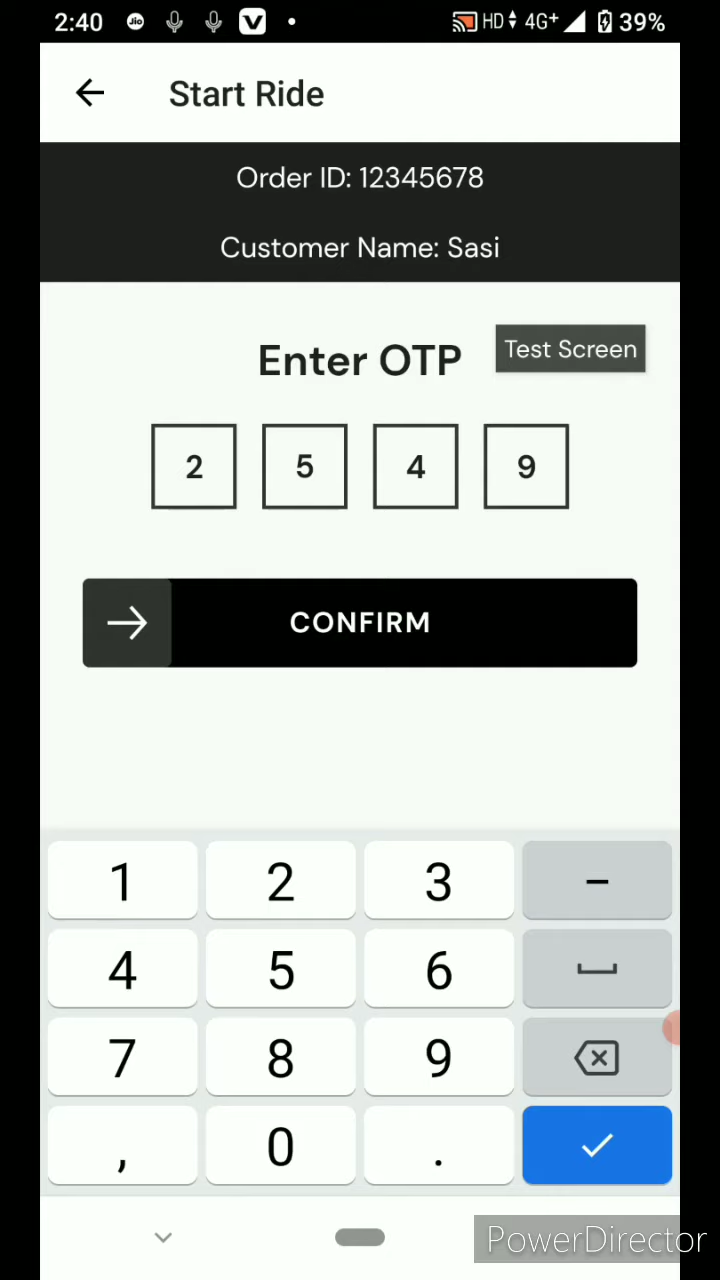 2:40 Jio V HD 4G+ 39%
Start Ride
Order ID: 12345678
Customer Name: Sasi
Enter OTP
Test Screen
2 5 4 9
CONFIRM
1 2 3 –
4 5 6
7 8 9
, 0 .
PowerDirector